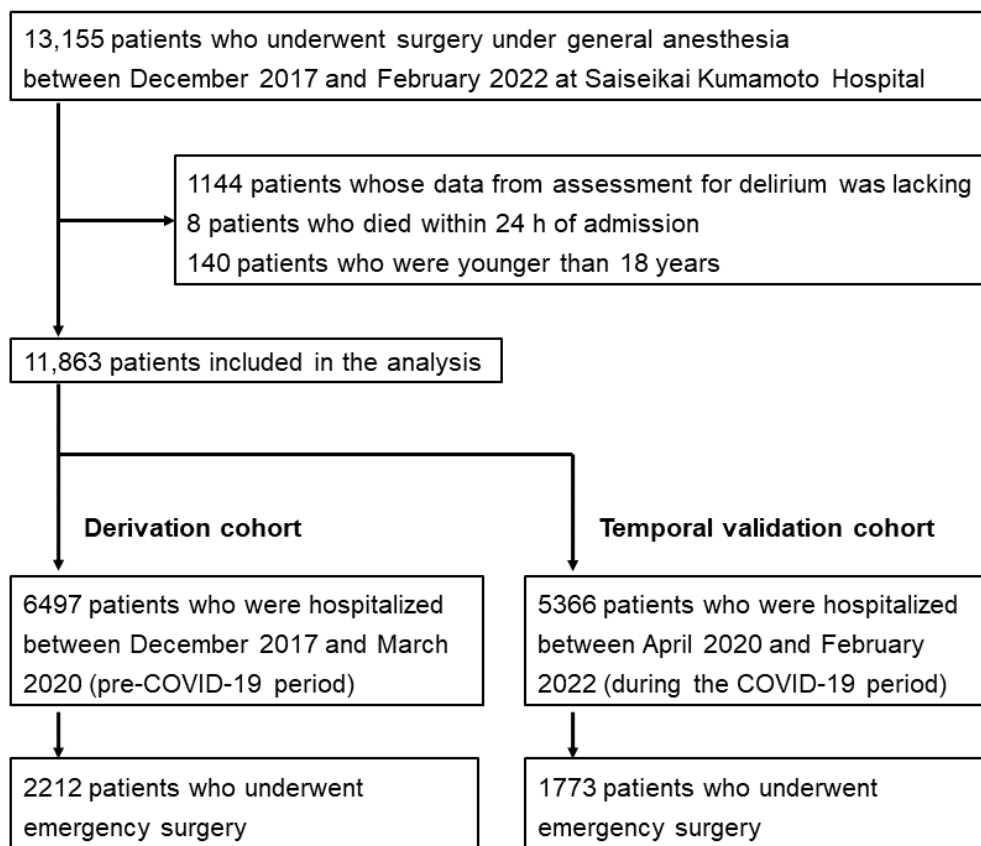 13,155 patients who underwent surgery under general anesthesia
between December 2017 and February 2022 at Saiseikai Kumamoto Hospital
1144 patients whose data from assessment for delirium was lacking
8 patients who died within 24 h of admission
140 patients who were younger than 18 years
11,863 patients included in the analysis
Derivation cohort
6497 patients who were hospitalized
between December 2017 and March
2020 (pre-COVID-19 period)
2212 patients who underwent
emergency surgery
Temporal validation cohort
5366 patients who were hospitalized
between April 2020 and February
2022 (during the COVID-19 period)
1773 patients who underwent
emergency surgery